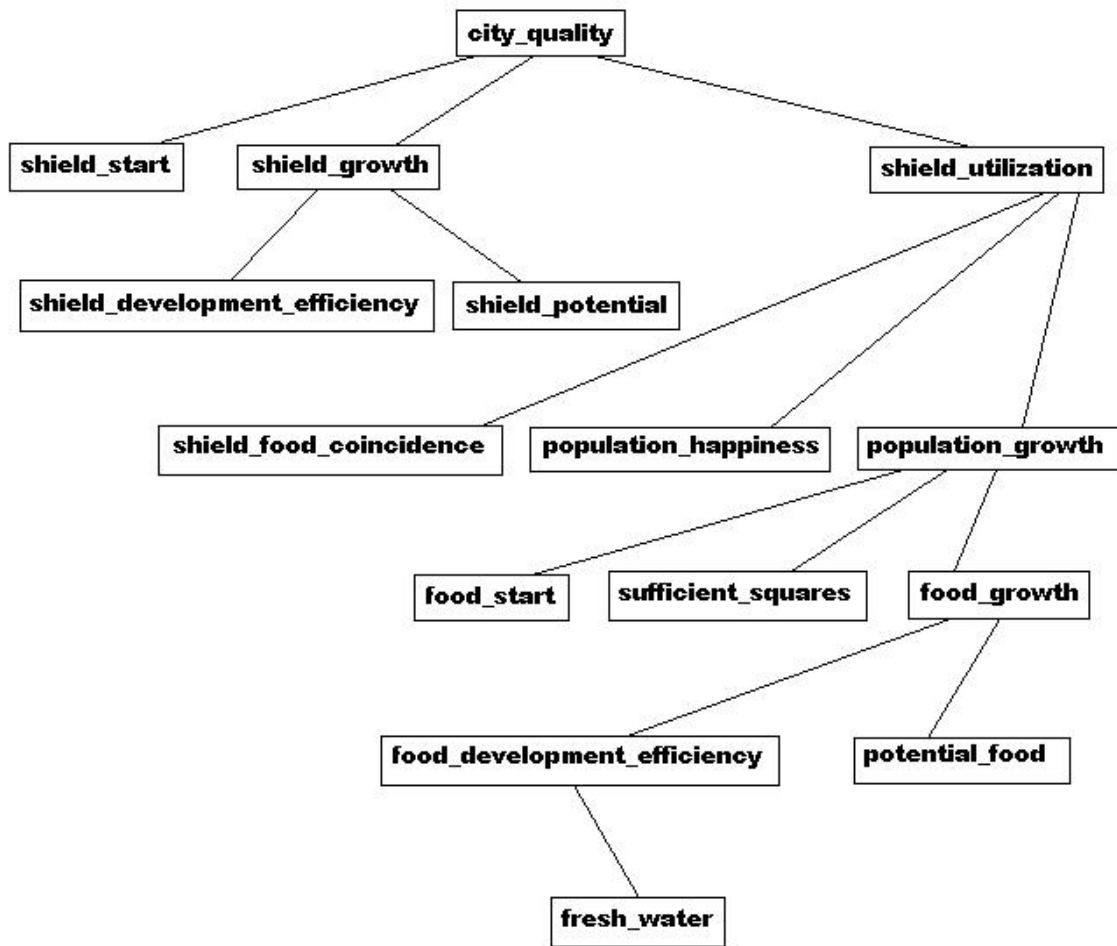 city_quality
shield_start
shield_growth
shield_utilization
shield_development_efficiency
shield_potential
shield_food_coincidence
population_happiness
population_growth
food_start
sufficient_squares
food_growth
food_development_efficiency
potential_food
fresh_water